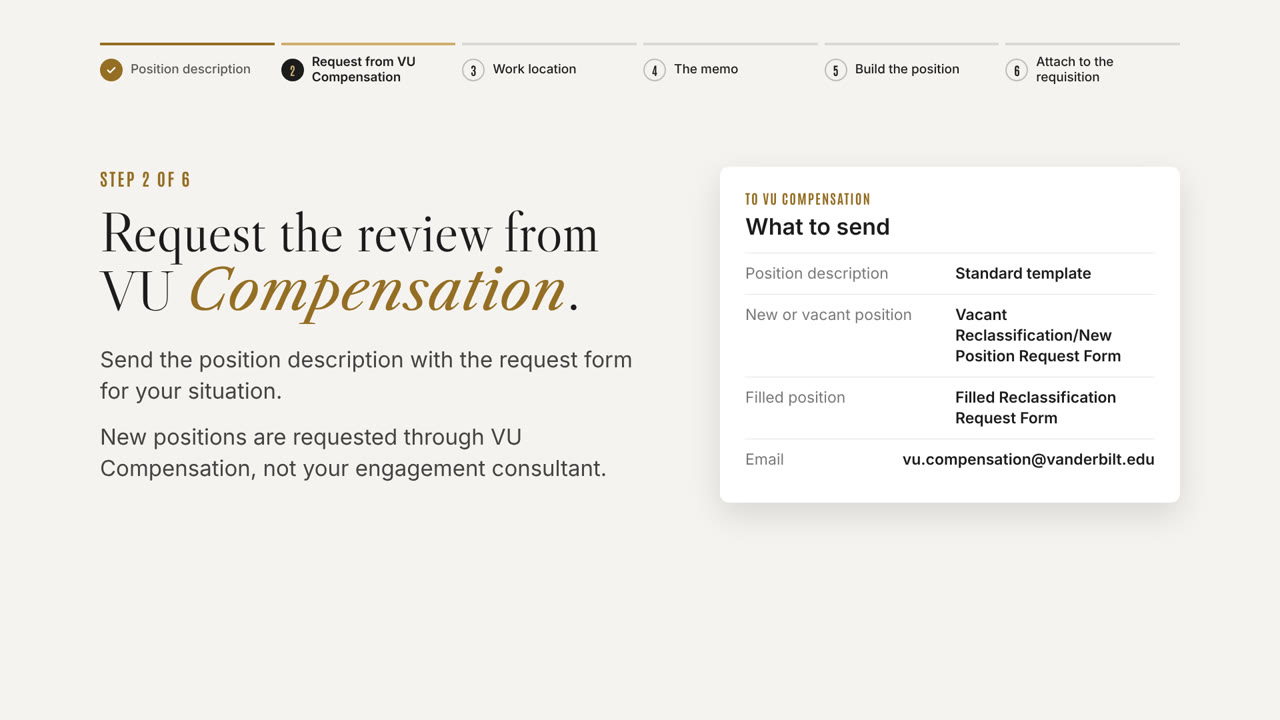 Position description
2
Request from VU
Compensation
3
Work location
4
The memo
5
Build the position
6
Attach to the
requisition
STEP 2 OF 6
Request the review from
VU Compensation.
Send the position description with the request form
for your situation.
New positions are requested through VU
Compensation, not your engagement consultant.
TO VU COMPENSATION
What to send
Position description
Standard template
New or vacant position
Vacant
Reclassification/New
Position Request Form
Filled position
Filled Reclassification
Request Form
Email
vu.compensation@vanderbilt.edu